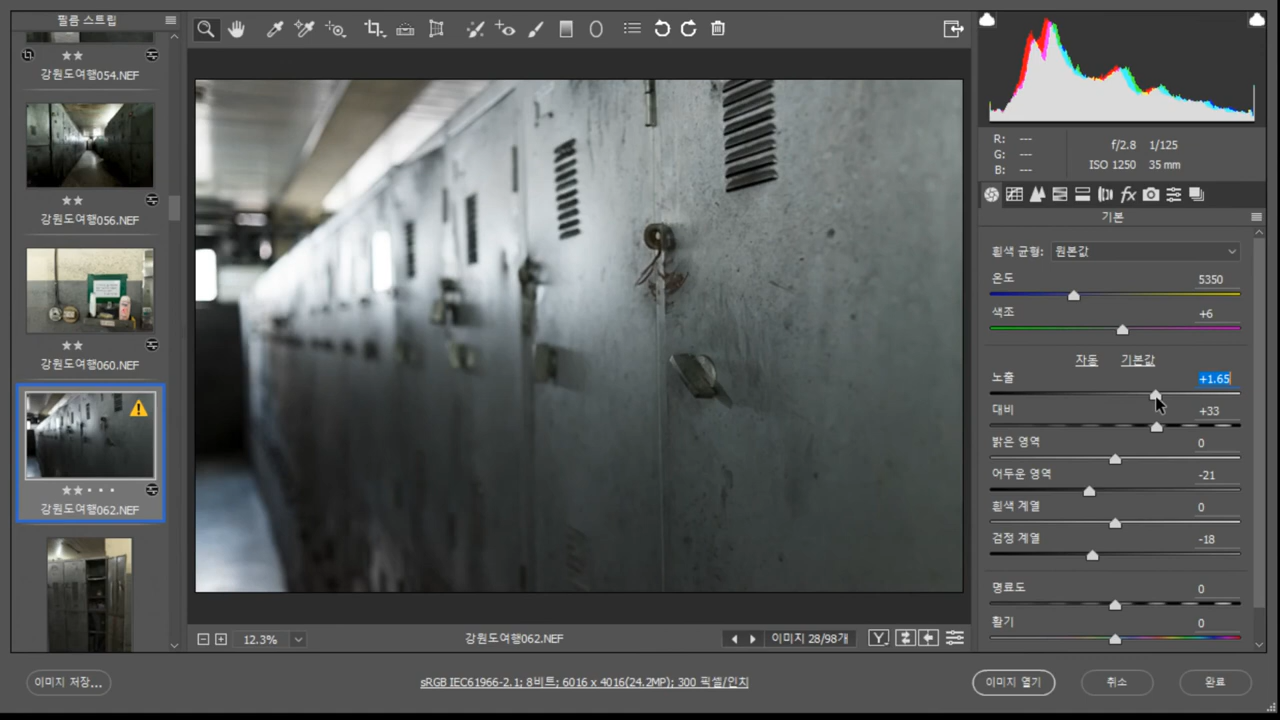 필름 스트립
강원도여행054.NEF
강원도여행056.NEF
강원도여행060.NEF
강원도여행062.NEF
12.3%
강원도여행062.NEF
이미지 28/98개
R: ---
G: ---
B: ---
f/2.8 1/125
ISO 1250 35 mm
fx
기본
흰색 균형: 원본값
온도 5350
색조 +6
자동 기본값
노출 +1.65
대비 +33
밝은 영역 0
어두운 영역 -21
흰색 계열 0
검정 계열 -18
명료도 0
활기 0
이미지 저장...
sRGB IEC61966-2.1; 8비트; 6016 x 4016(24.2MP); 300 픽셀/인치
이미지 열기
취소
완료